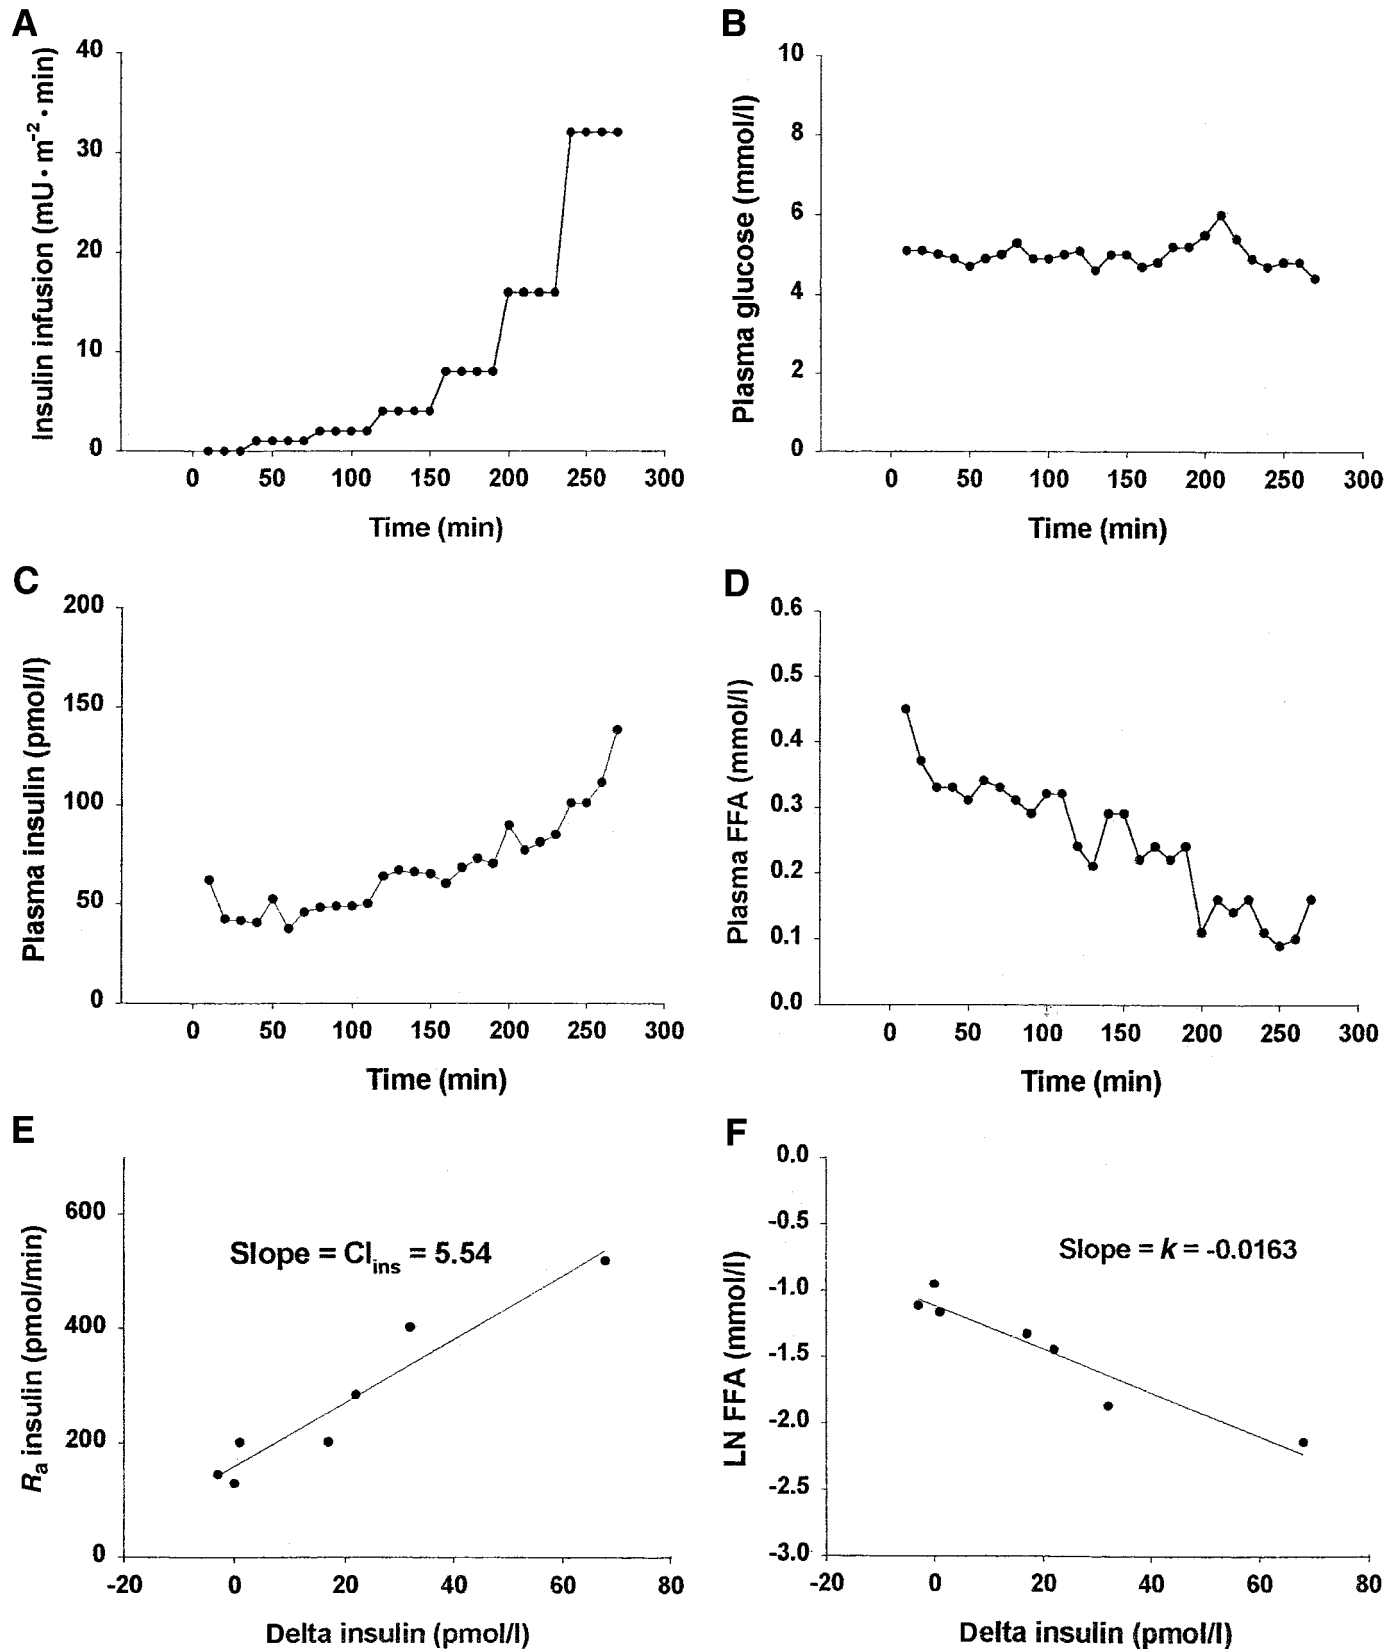 A
Insulin infusion (mU·m⁻²·min)
40
30
20
10
0
0 50 100 150 200 250 300
Time (min)
B
Plasma glucose (mmol/l)
10
8
6
4
2
0
0 50 100 150 200 250 300
Time (min)
C
Plasma insulin (pmol/l)
200
150
100
50
0
0 50 100 150 200 250 300
Time (min)
D
Plasma FFA (mmol/l)
0.6
0.5
0.4
0.3
0.2
0.1
0.0
0 50 100 150 200 250 300
Time (min)
E
Rₐ insulin (pmol/min)
600
400
200
0
Slope = Cl_ins = 5.54
-20 0 20 40 60 80
Delta insulin (pmol/l)
F
LN FFA (mmol/l)
0.0
-0.5
-1.0
-1.5
-2.0
-2.5
-3.0
Slope = k = -0.0163
-20 0 20 40 60 80
Delta insulin (pmol/l)